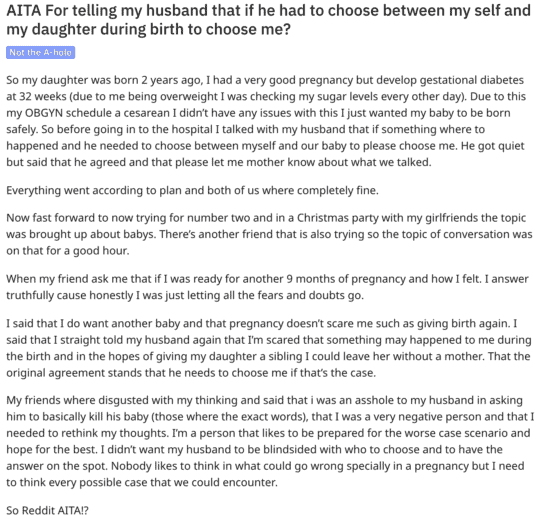 AITA For telling my husband that if he had to choose between my self and
my daughter during birth to choose me?
Not the A-hole
So my daughter was born 2 years ago, I had a very good pregnancy but develop gestational diabetes
at 32 weeks (due to me being overweight I was checking my sugar levels every other day). Due to this
my OBGYN schedule a cesarean I didn't have any issues with this I just wanted my baby to be born
safely. So before going in to the hospital I talked with my husband that if something where to
happened and he needed to choose between myself and our baby to please choose me. He got quiet
but said that he agreed and that please let me mother know about what we talked.
Everything went according to plan and both of us where completely fine.
Now fast forward to now trying for number two and in a Christmas party with my girlfriends the topic
was brought up about babys. There's another friend that is also trying so the topic of conversation was
on that for a good hour.
When my friend ask me that if I was ready for another 9 months of pregnancy and how I felt. I answer
truthfully cause honestly I was just letting all the fears and doubts go.
I said that I do want another baby and that pregnancy doesn't scare me such as giving birth again. I
said that I straight told my husband again that I'm scared that something may happened to me during
the birth and in the hopes of giving my daughter a sibling I could leave her without a mother. That the
original agreement stands that he needs to choose me if that's the case.
My friends where disgusted with my thinking and said that i was an asshole to my husband in asking
him to basically kill his baby (those where the exact words), that I was a very negative person and that I
needed to rethink my thoughts. I'm a person that likes to be prepared for the worse case scenario and
hope for the best. I didn't want my husband to be blindsided with who to choose and to have the
answer on the spot. Nobody likes to think in what could go wrong specially in a pregnancy but I need
to think every possible case that we could encounter.
So Reddit AITA!?